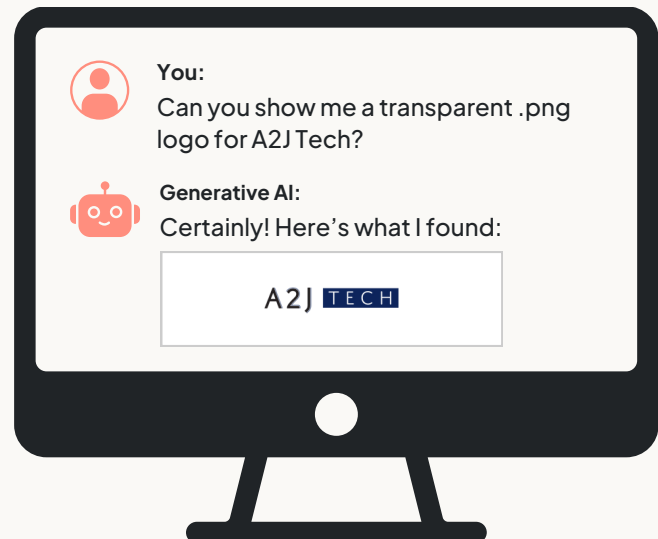 You:
Can you show me a transparent .png
logo for A2J Tech?
Generative AI:
Certainly! Here’s what I found:
A2J TECH